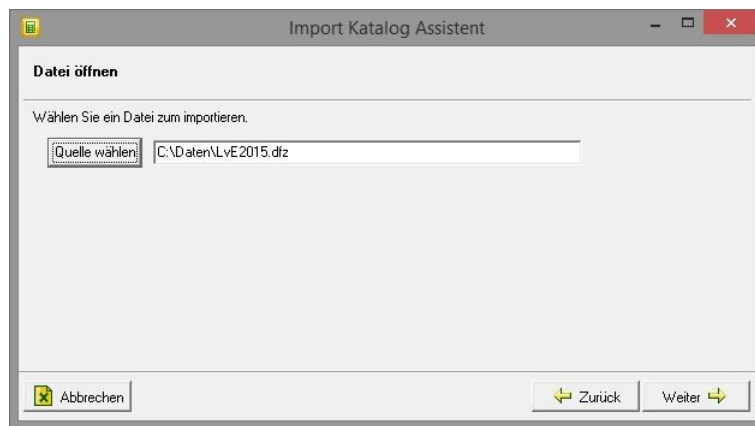 Import Katalog Assistent
Datei öffnen
Wählen Sie ein Datei zum importieren.
Quelle wählen C:\Daten\LvE2015.dfz
Abbrechen Zurück Weiter